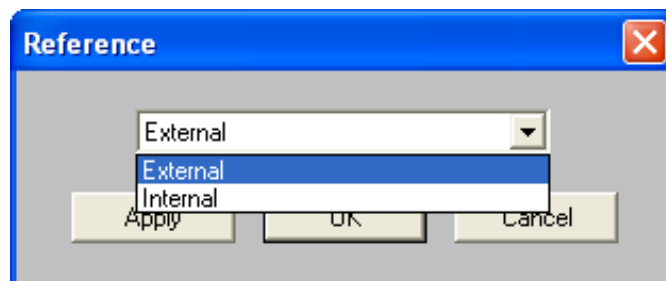 Reference
External
External
Internal
Apply OK Cancel